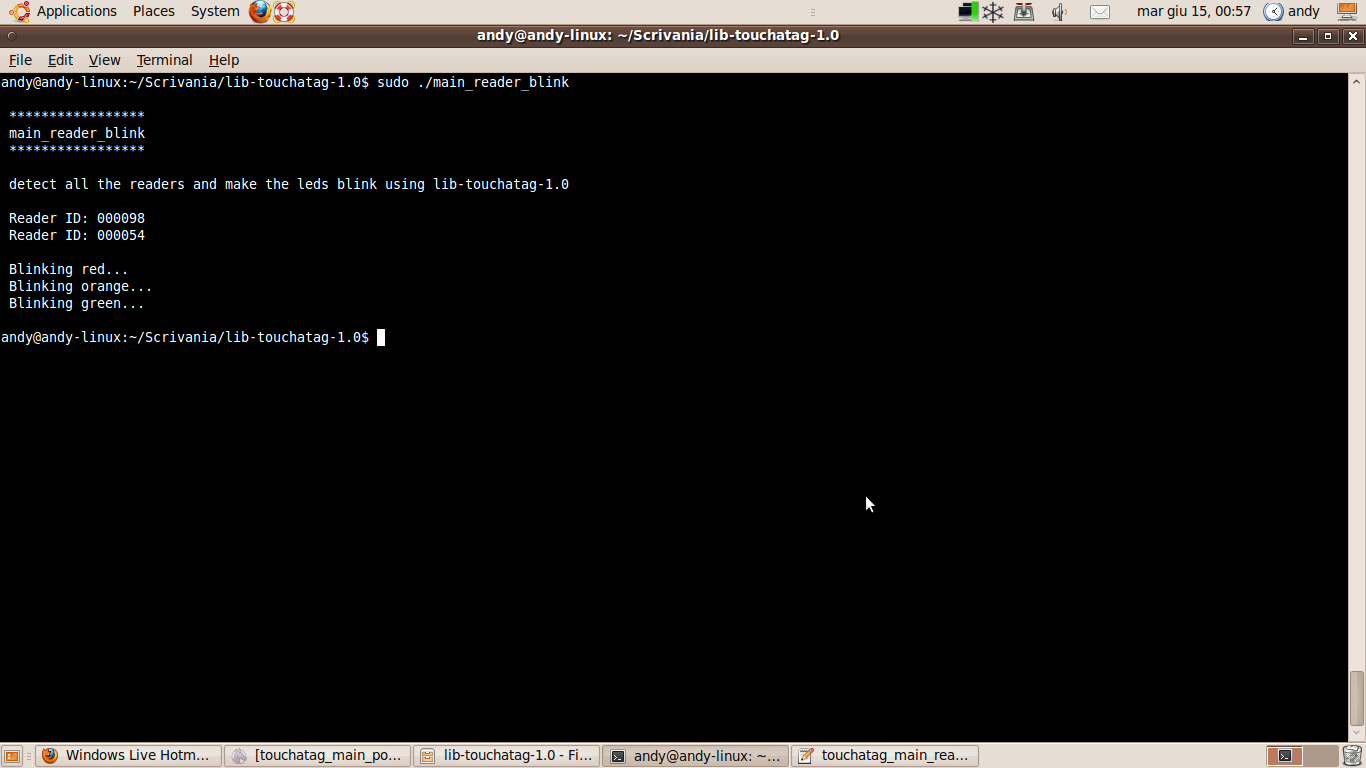 Applications Places System mar giu 15, 00:57 andy
andy@andy-linux: ~/Scrivania/lib-touchatag-1.0
File Edit View Terminal Help
andy@andy-linux:~/Scrivania/lib-touchatag-1.0$ sudo ./main_reader_blink
*****************
main_reader_blink
*****************
detect all the readers and make the leds blink using lib-touchatag-1.0
Reader ID: 000098
Reader ID: 000054
Blinking red...
Blinking orange...
Blinking green...
andy@andy-linux:~/Scrivania/lib-touchatag-1.0$
Windows Live Hotm... [touchatag_main_po... lib-touchatag-1.0 - Fi... andy@andy-linux: ~... touchatag_main_rea...